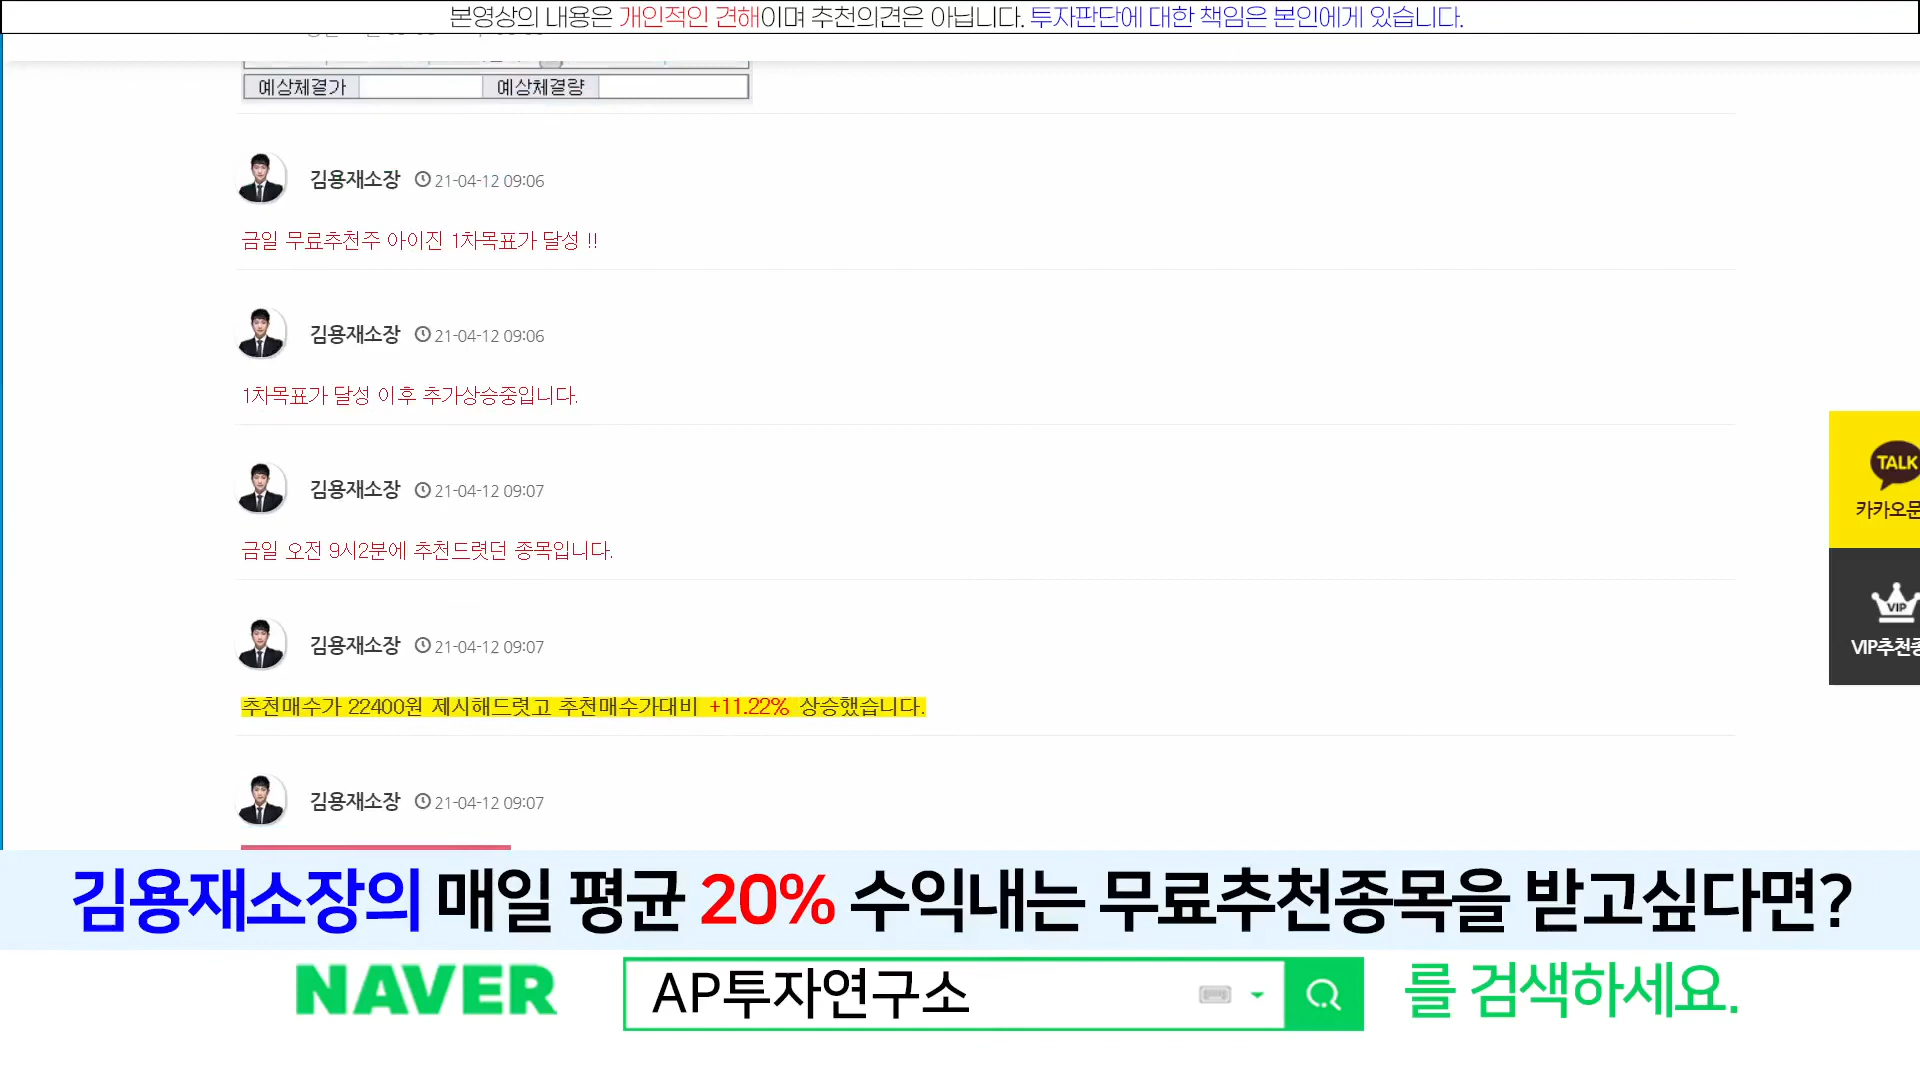 본영상의 내용은 개인적인 견해이며 추천의견은 아닙니다. 투자판단에 대한 책임은 본인에게 있습니다.
예상체결가 예상체결량
김용재소장 21-04-12 09:06
금일 무료추천주 아이진 1차목표가 달성 !!
김용재소장 21-04-12 09:06
1차목표가 달성 이후 추가상승중입니다.
김용재소장 21-04-12 09:07
금일 오전 9시2분에 추천드렷던 종목입니다.
김용재소장 21-04-12 09:07
추천매수가 22400원 제시해드렷고 추천매수가대비 +11.22% 상승했습니다.
김용재소장 21-04-12 09:07
TALK
카카오문
VIP
VIP추천종
김용재소장의 매일 평균 20% 수익내는 무료추천종목을 받고싶다면?
NAVER AP투자연구소 를 검색하세요.